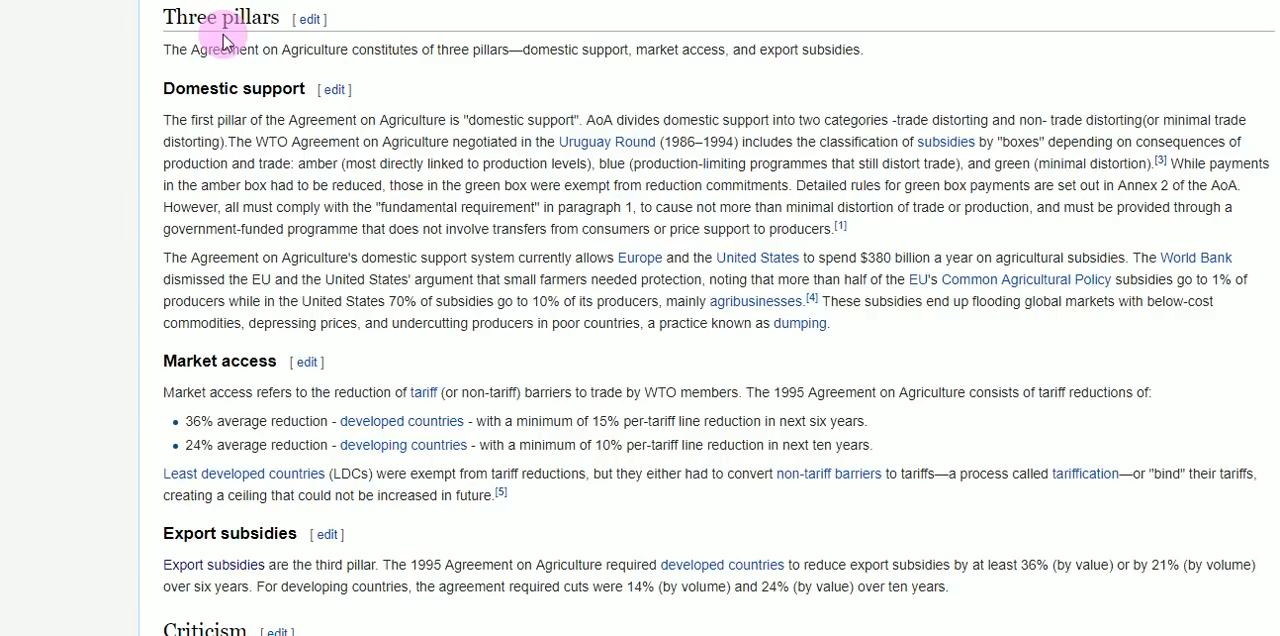 Three pillars [ edit ]
The Agreement on Agriculture constitutes of three pillars—domestic support, market access, and export subsidies.
Domestic support [ edit ]
The first pillar of the Agreement on Agriculture is "domestic support". AoA divides domestic support into two categories -trade distorting and non- trade distorting(or minimal trade
distorting).The WTO Agreement on Agriculture negotiated in the Uruguay Round (1986–1994) includes the classification of subsidies by "boxes" depending on consequences of
production and trade: amber (most directly linked to production levels), blue (production-limiting programmes that still distort trade), and green (minimal distortion).[3] While payments
in the amber box had to be reduced, those in the green box were exempt from reduction commitments. Detailed rules for green box payments are set out in Annex 2 of the AoA.
However, all must comply with the "fundamental requirement" in paragraph 1, to cause not more than minimal distortion of trade or production, and must be provided through a
government-funded programme that does not involve transfers from consumers or price support to producers.[1]
The Agreement on Agriculture's domestic support system currently allows Europe and the United States to spend $380 billion a year on agricultural subsidies. The World Bank
dismissed the EU and the United States' argument that small farmers needed protection, noting that more than half of the EU's Common Agricultural Policy subsidies go to 1% of
producers while in the United States 70% of subsidies go to 10% of its producers, mainly agribusinesses.[4] These subsidies end up flooding global markets with below-cost
commodities, depressing prices, and undercutting producers in poor countries, a practice known as dumping.
Market access [ edit ]
Market access refers to the reduction of tariff (or non-tariff) barriers to trade by WTO members. The 1995 Agreement on Agriculture consists of tariff reductions of:
• 36% average reduction - developed countries - with a minimum of 15% per-tariff line reduction in next six years.
• 24% average reduction - developing countries - with a minimum of 10% per-tariff line reduction in next ten years.
Least developed countries (LDCs) were exempt from tariff reductions, but they either had to convert non-tariff barriers to tariffs—a process called tariffication—or "bind" their tariffs,
creating a ceiling that could not be increased in future.[5]
Export subsidies [ edit ]
Export subsidies are the third pillar. The 1995 Agreement on Agriculture required developed countries to reduce export subsidies by at least 36% (by value) or by 21% (by volume)
over six years. For developing countries, the agreement required cuts were 14% (by volume) and 24% (by value) over ten years.
Criticism [ edit ]